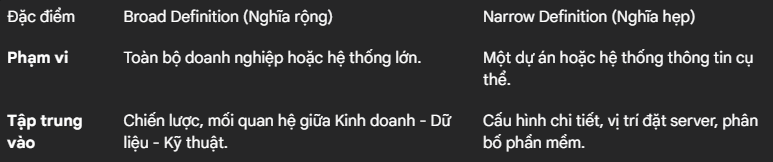 Đặc điểm Broad Definition (Nghĩa rộng) Narrow Definition (Nghĩa hẹp)
Phạm vi Toàn bộ doanh nghiệp hoặc hệ thống lớn. Một dự án hoặc hệ thống thông tin cụ
thể.
Tập trung Chiến lược, mối quan hệ giữa Kinh doanh - Dữ Cấu hình chi tiết, vị trí đặt server, phân
vào liệu - Kỹ thuật. bố phần mềm.